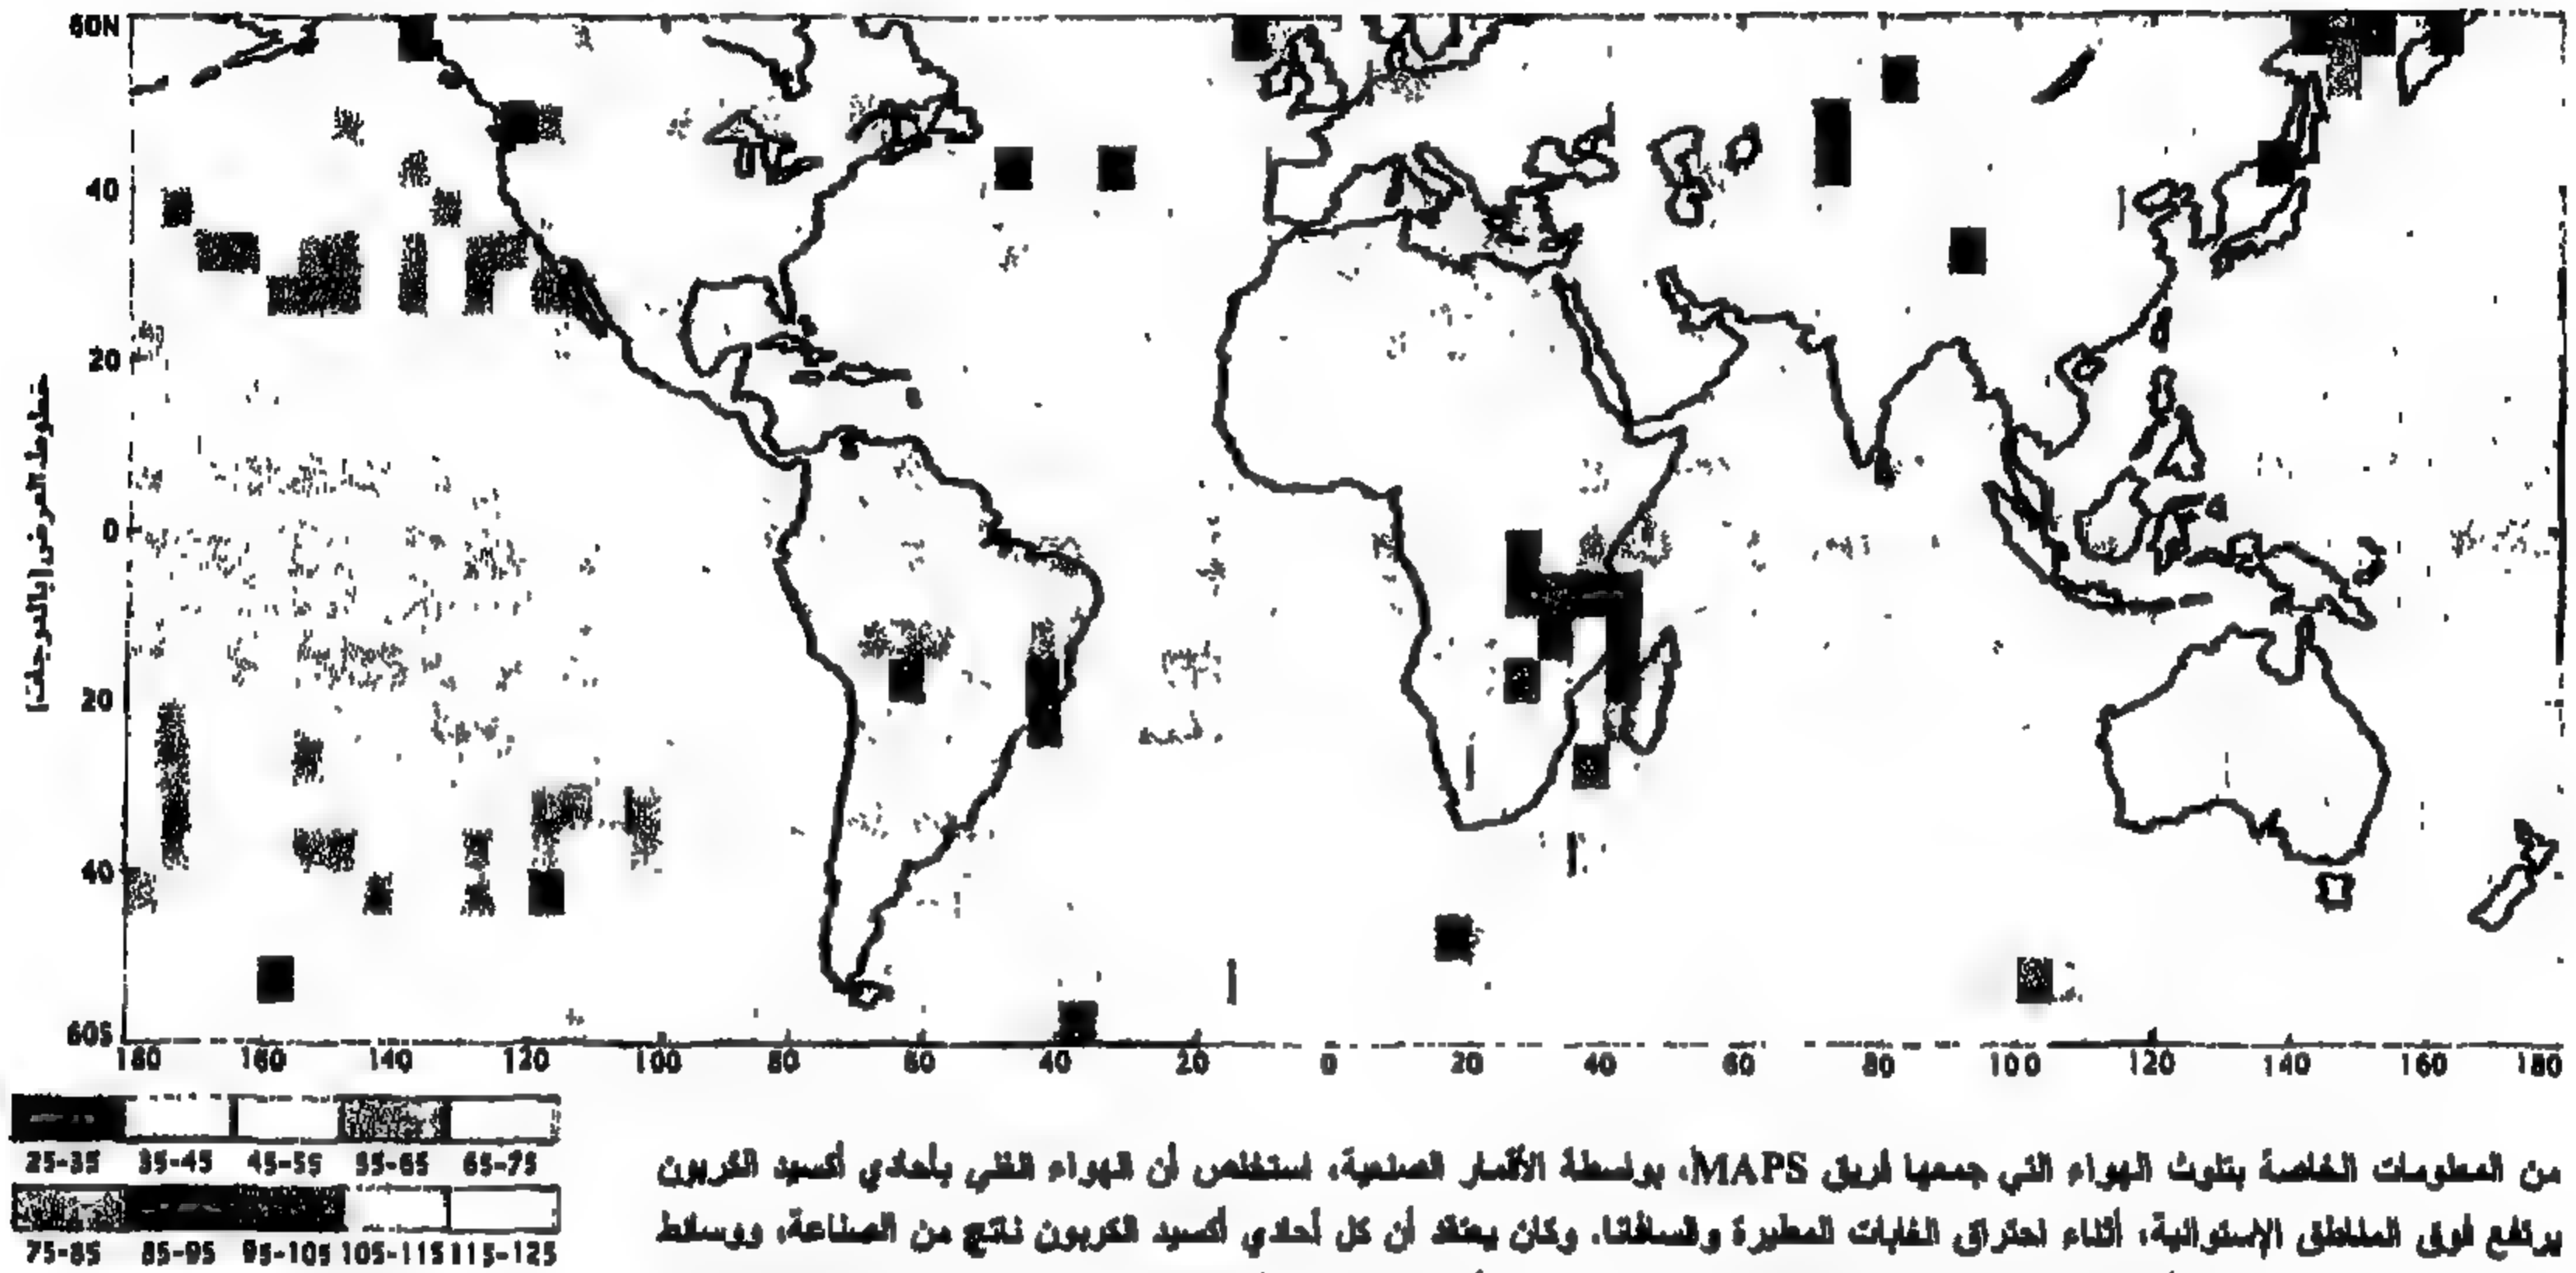 60N
40
20
0
20
40
60S
خطوط العرض (بالدرجات)
180 160 140 120 100 80 60 40 20 0 20 40 60 80 100 120 140 160 180
25-35 35-45 45-55 55-65 65-75
75-85 85-95 95-105 105-115 115-125
من المعلومات الخاصة بتلوث الهواء التي جمعها فريق MAPS، بواسطة الأقمار الصنعية، استخلص أن الهواء الغني بأحادي أكسيد الكربون
يرتفع فوق المناطق الإستوائية، أثناء احتراق الغابات المطيرة والسافانا. وكان يعتقد أن كل أحادي أكسيد الكربون ناتج من الصناعة، ووسائط